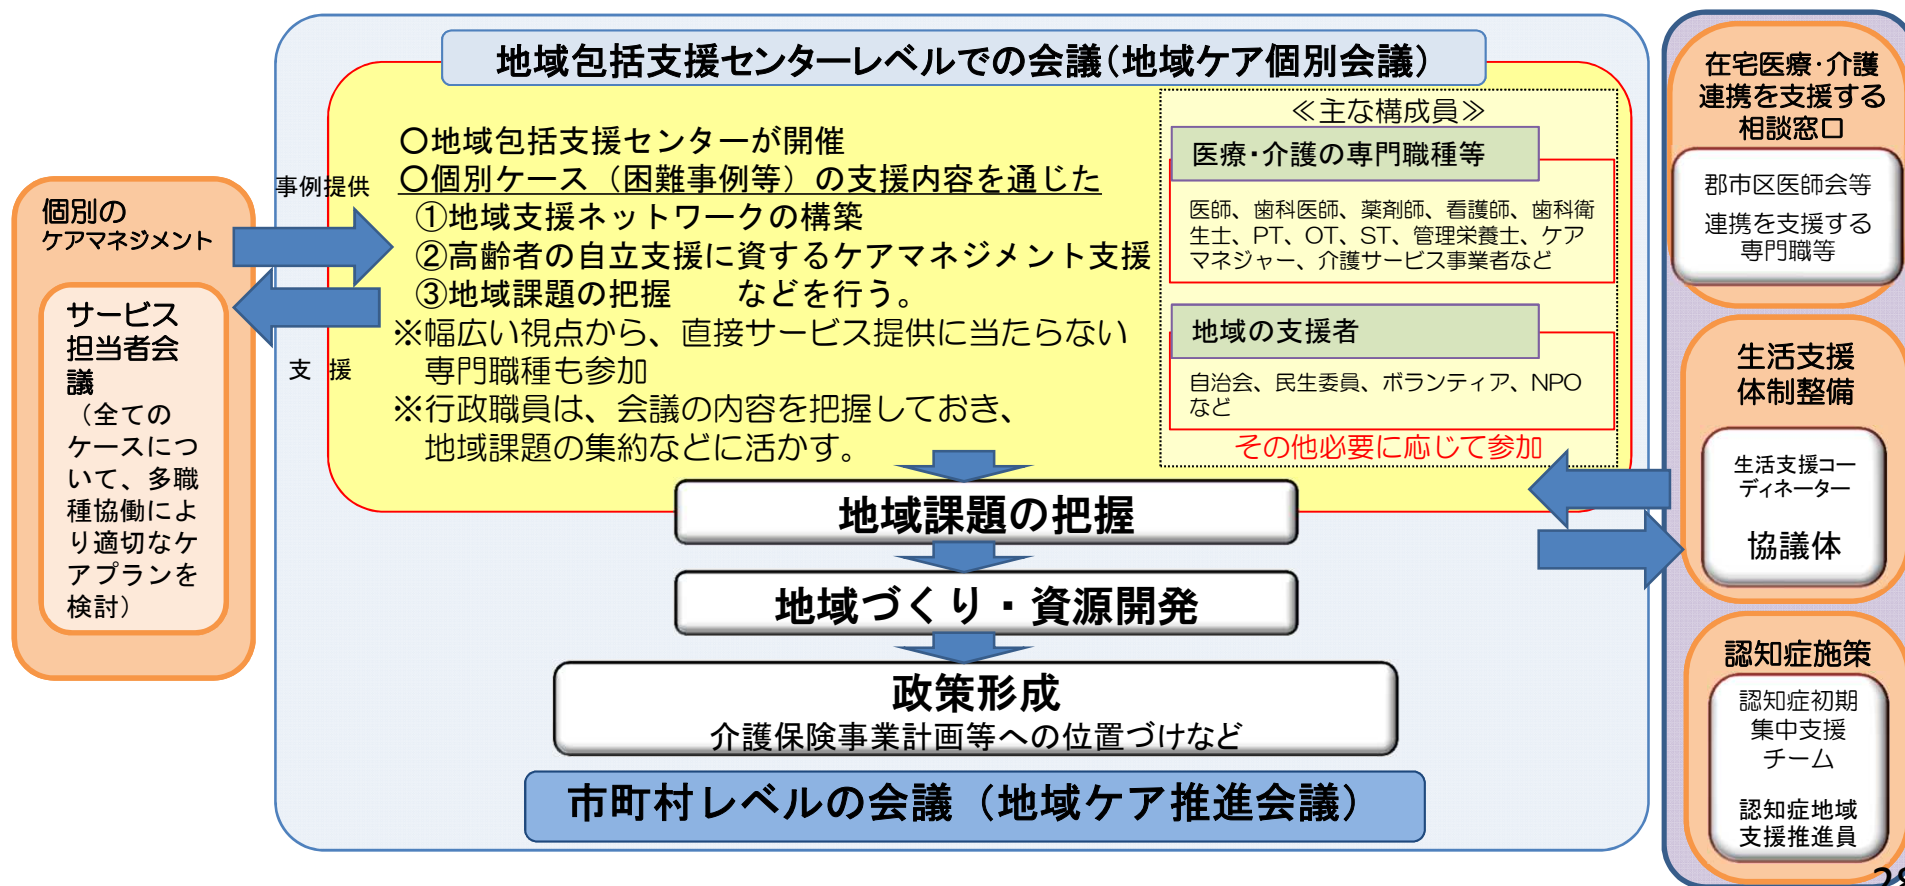 地域包括支援センターレベルでの会議(地域ケア個別会議)
〇地域包括支援センターが開催
〇個別ケース(困難事例等)の支援内容を通じた
①地域支援ネットワークの構築
②高齢者の自立支援に資するケアマネジメント支援
③地域課題の把握　　などを行う。
※幅広い視点から、直接サービス提供に当たらない
専門職種も参加
※行政職員は、会議の内容を把握しておき、
地域課題の集約などに活かす。
≪主な構成員≫
医療・介護の専門職種等
医師、歯科医師、薬剤師、看護師、歯科衛
生士、PT、OT、ST、管理栄養士、ケア
マネジャー、介護サービス事業者など
地域の支援者
自治会、民生委員、ボランティア、NPO
など
その他必要に応じて参加
事例提供
支　援
個別の
ケアマネジメント
サービス
担当者会
議
(全ての
ケースにつ
いて、多職
種協働によ
り適切なケ
アプランを
検討)
地域課題の把握
地域づくり・資源開発
政策形成
介護保険事業計画等への位置づけなど
市町村レベルの会議(地域ケア推進会議)
在宅医療・介護
連携を支援する
相談窓口
郡市区医師会等
連携を支援する
専門職等
生活支援
体制整備
生活支援コー
ディネーター
協議体
認知症施策
認知症初期
集中支援
チーム
認知症地域
支援推進員